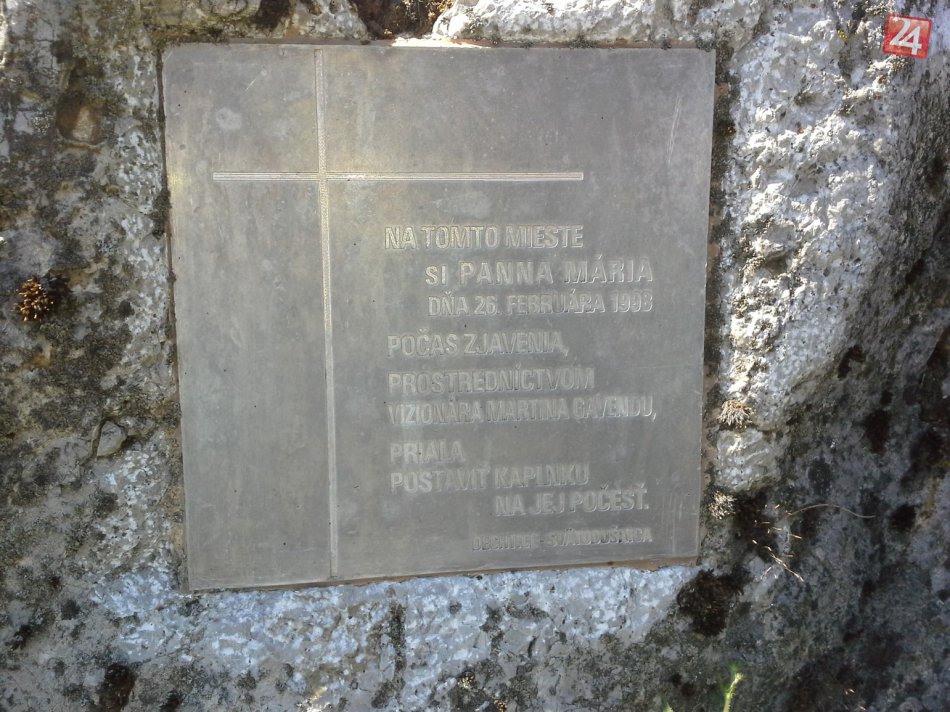 24
NA TOMTO MIESTE
SI PANNA MÁRIA
DŇA 26. FEBRUÁRA 1998
POČAS ZJAVENIA,
PROSTREDNÍCTVOM
VIZIONÁRA MARTINA GAVENDU,
PRIALA
POSTAVIŤ KAPLNKU
NA JEJ POČESŤ.